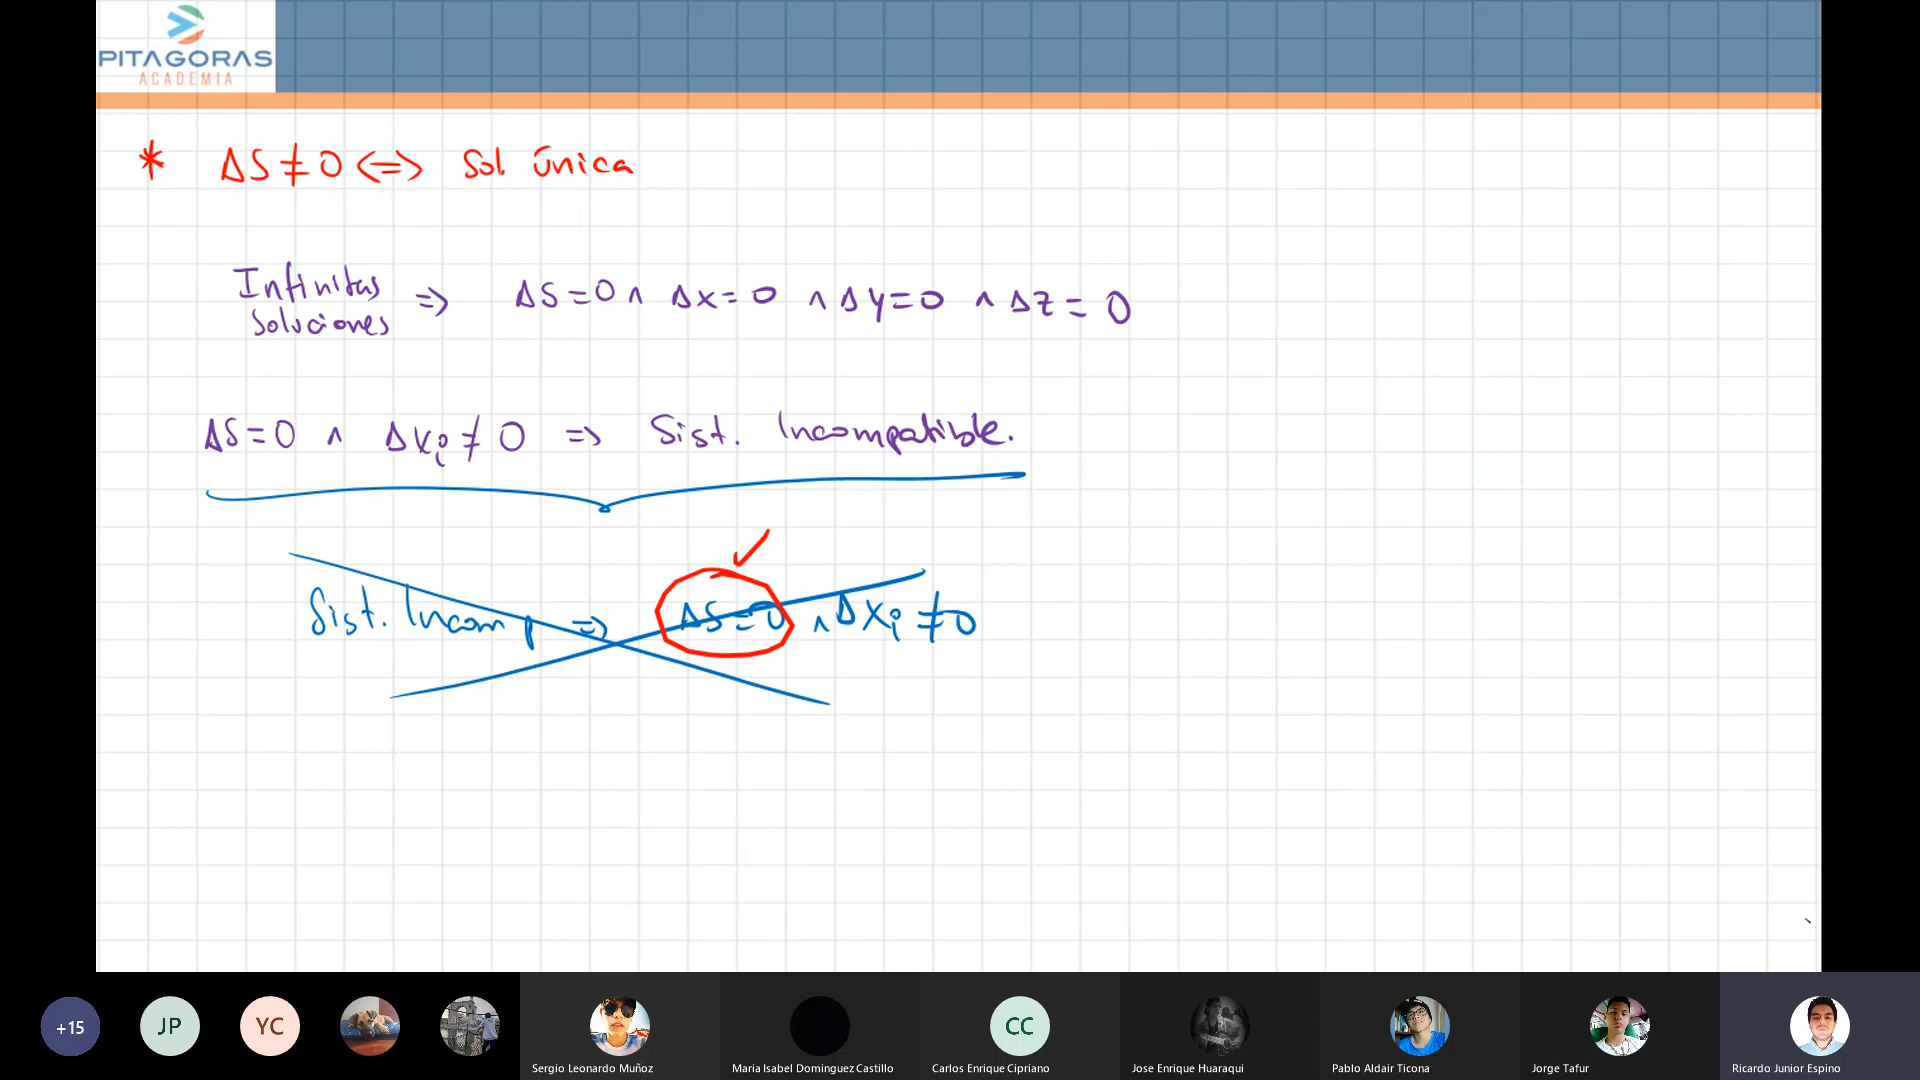 PITAGORAS
ACADEMIA
* ΔS ≠ 0 <=> Sol. única
Infinitas
Soluciones => ΔS = 0 ∧ Δx = 0 ∧ Δy = 0 ∧ Δz = 0
ΔS = 0 ∧ Δxi ≠ 0 => Sist. Incompatible.
Sist. Incomp => ΔS = 0 ∧ Δxi ≠ 0
+15
JP
YC
CC
Sergio Leonardo Muñoz
Maria Isabel Dominguez Castillo
Carlos Enrique Cipriano
Jose Enrique Huaraqui
Pablo Aldair Ticona
Jorge Tafur
Ricardo Junior Espino